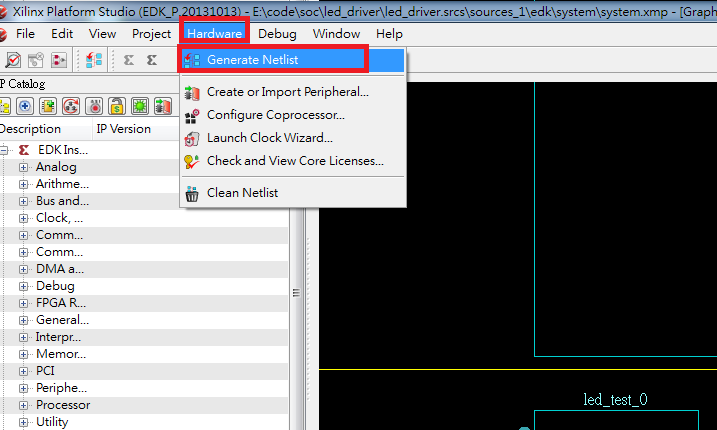 Xilinx Platform Studio (EDK_P.20131013) - E:\code\soc\led_driver\led_driver.srcs\sources_1\edk\system\system.xmp - [Graph
File Edit View Project Hardware Debug Window Help
Generate Netlist
Create or Import Peripheral...
Configure Coprocessor...
Launch Clock Wizard...
Check and View Core Licenses...
Clean Netlist
P Catalog
Description IP Version
EDK Ins...
Analog
Arithme...
Bus and...
Clock, ...
Comm...
Comm...
DMA a...
Debug
FPGA R...
General...
Interpr...
Memor...
PCI
Periphe...
Processor
Utility
led_test_0